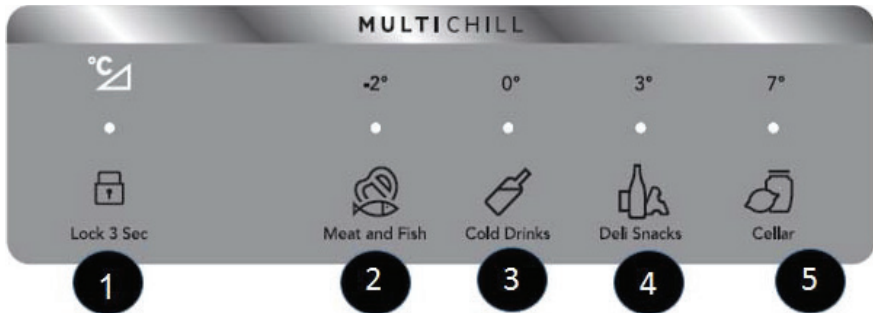 MULTICHILL
°C
-2° 0° 3° 7°
Lock 3 Sec Meat and Fish Cold Drinks Deli Snacks Cellar
1 2 3 4 5